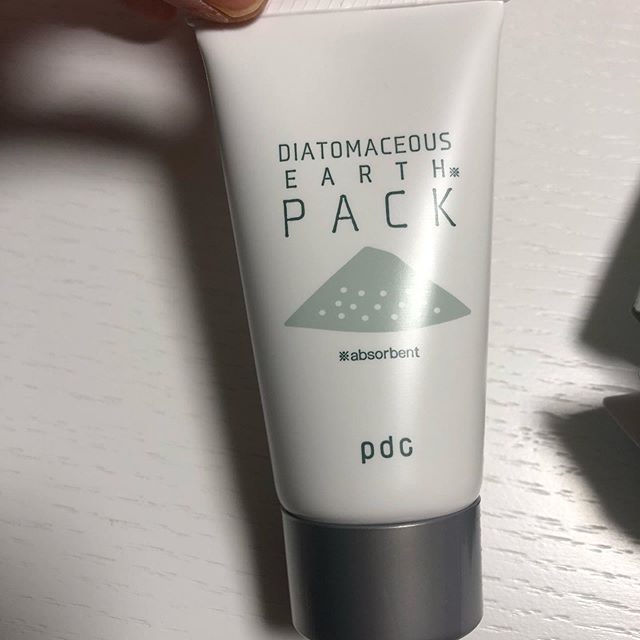 DIATOMACEOUS
EARTH※
PACK
※absorbent
pdc